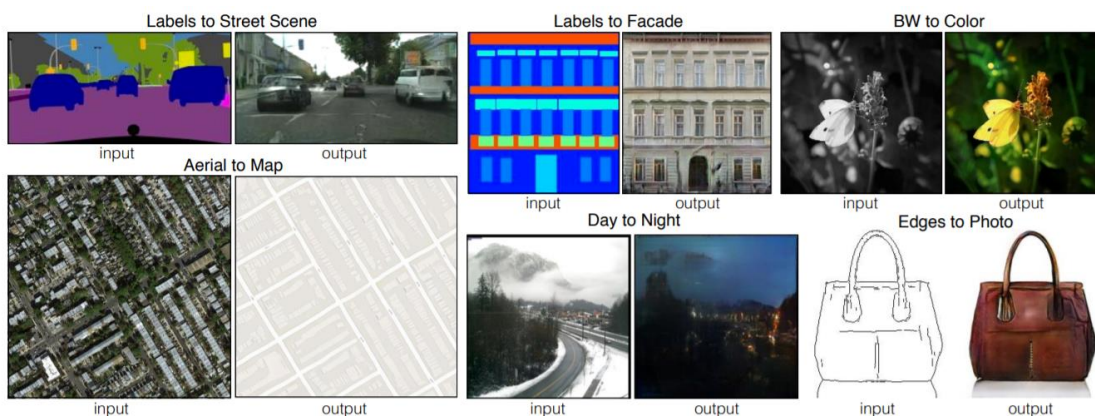 Labels to Street Scene
input
output
Aerial to Map
input
output
Labels to Facade
input
output
BW to Color
input
output
Day to Night
input
output
Edges to Photo
input
output